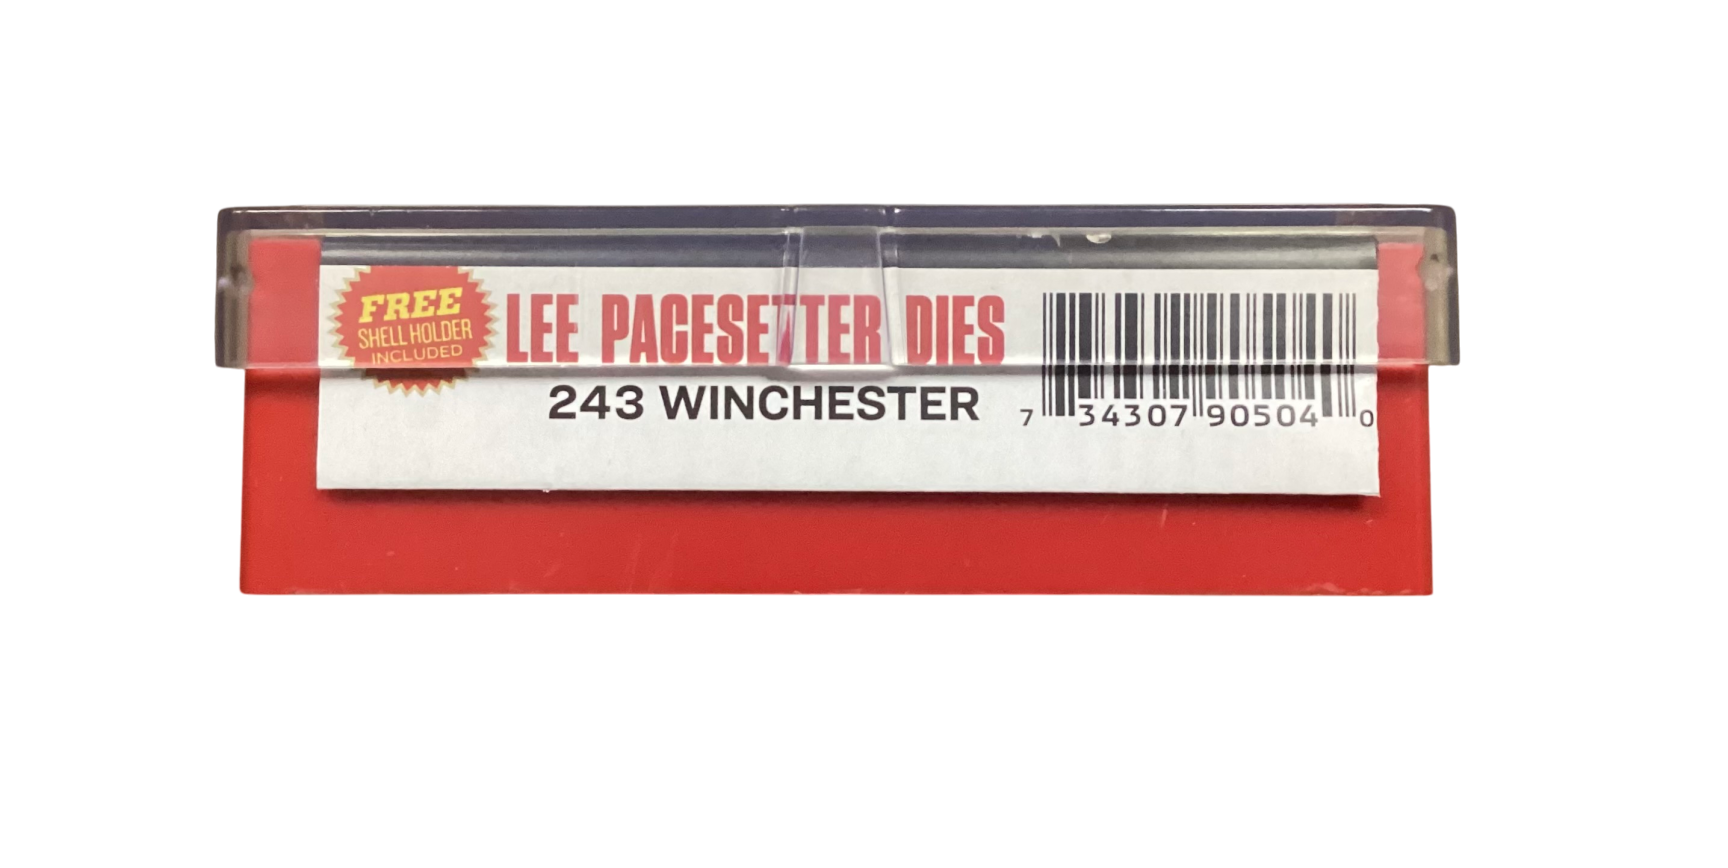 FREE
SHELL HOLDER
INCLUDED
LEE PACESETTER DIES
243 WINCHESTER
7 34307 90504 0